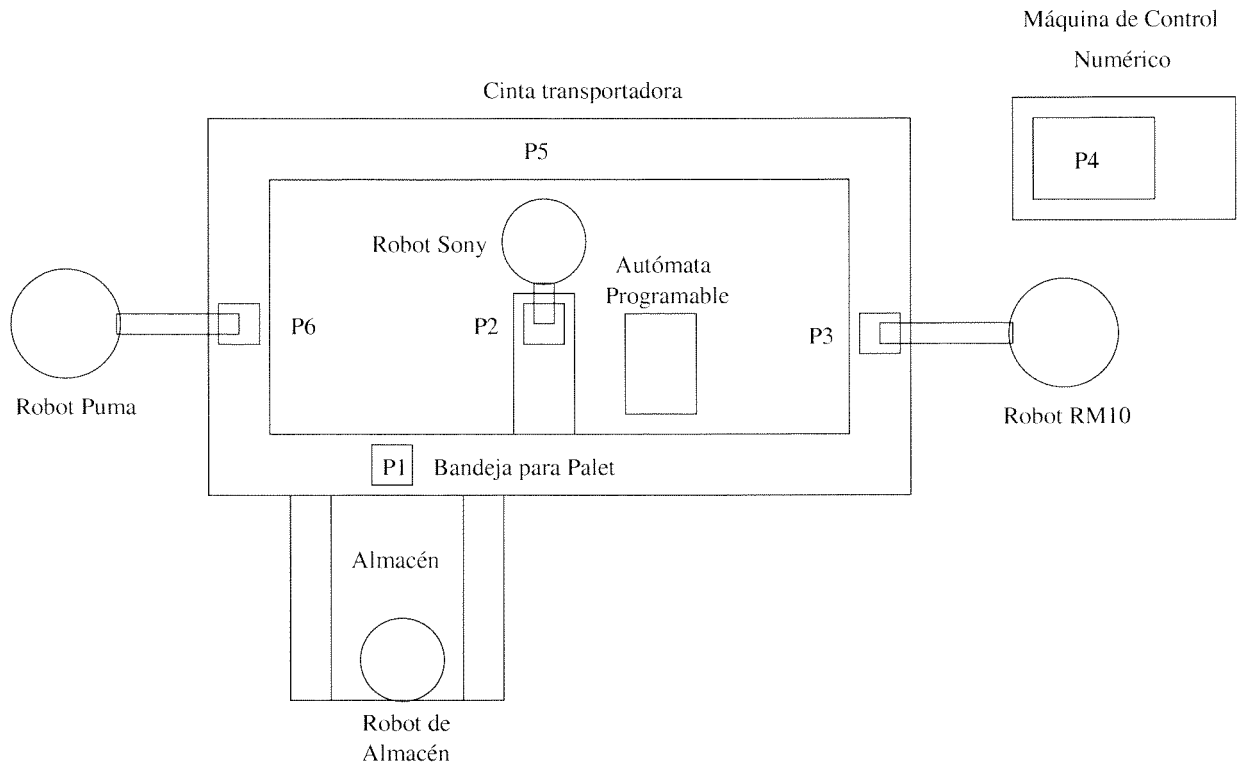 Máquina de Control
Numérico
Cinta transportadora
P5
P4
Robot Sony
Autómata
Programable
P6
P2
P3
Robot Puma
Robot RM10
P1
Bandeja para Palet
Almacén
Robot de
Almacén